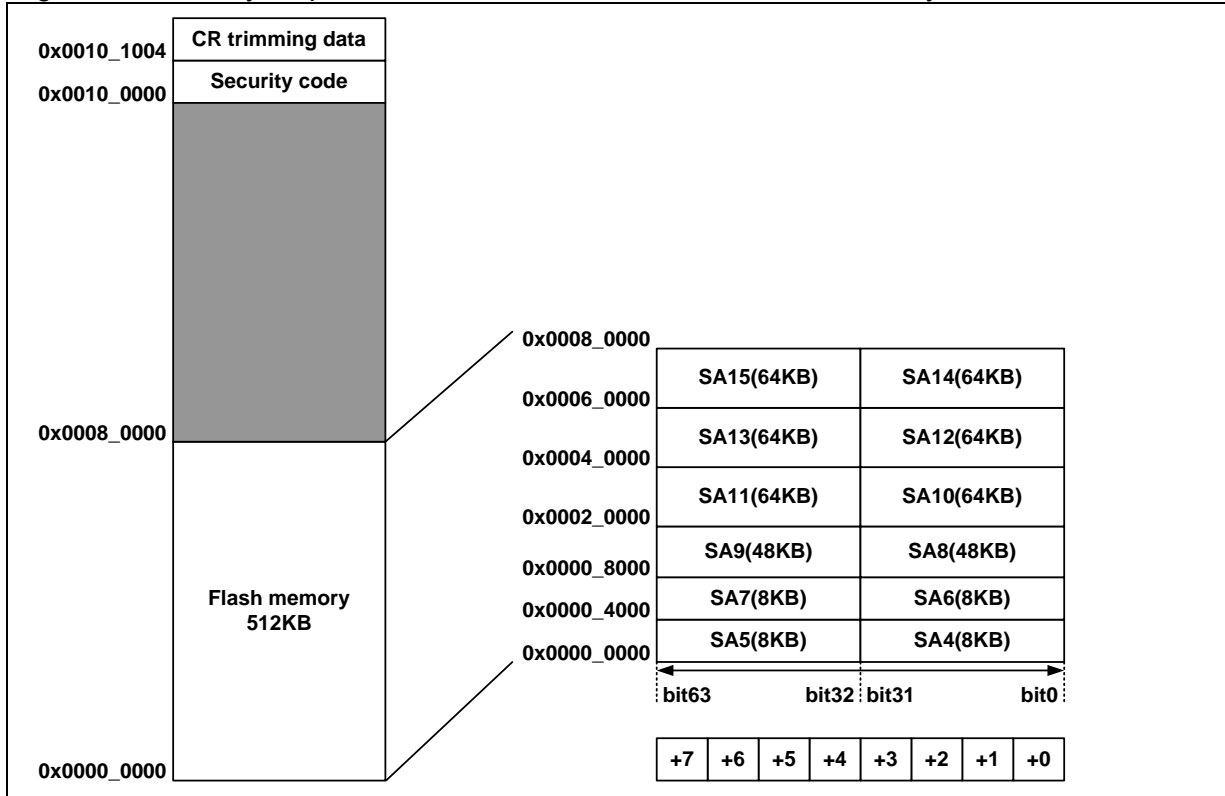 0x0010_1004
CR trimming data
Security code
0x0010_0000
0x0008_0000
Flash memory
512KB
0x0000_0000
0x0008_0000
SA15(64KB)
SA14(64KB)
0x0006_0000
SA13(64KB)
SA12(64KB)
0x0004_0000
SA11(64KB)
SA10(64KB)
0x0002_0000
SA9(48KB)
SA8(48KB)
0x0000_8000
SA7(8KB)
SA6(8KB)
0x0000_4000
SA5(8KB)
SA4(8KB)
0x0000_0000
bit63
bit32
bit31
bit0
+7 +6 +5 +4 +3 +2 +1 +0